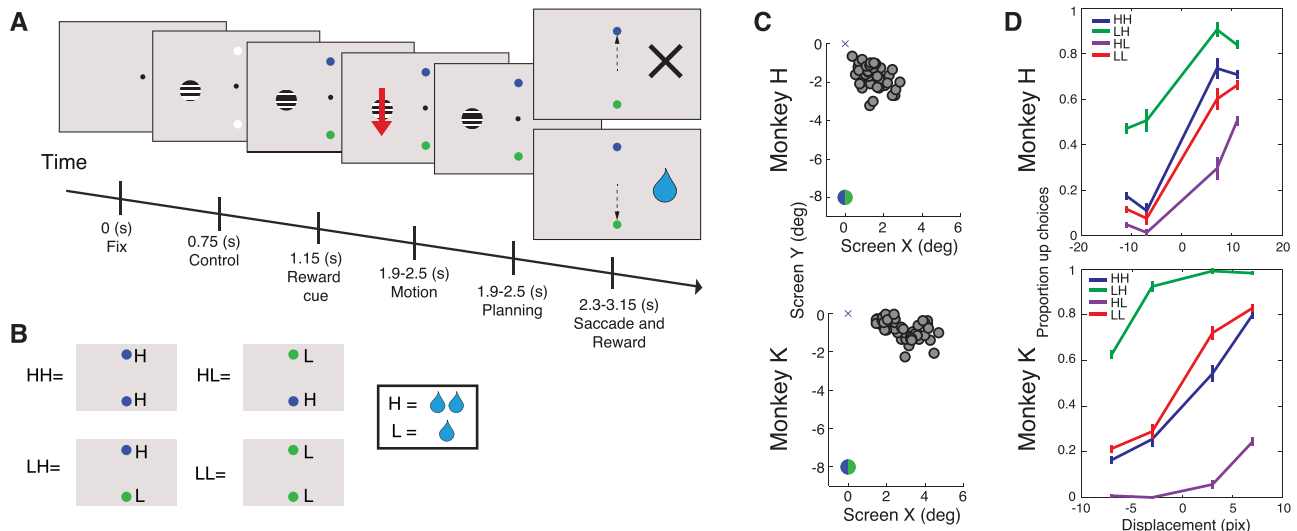 A
Time
0 (s)
Fix
0.75 (s)
Control
1.15 (s)
Reward
cue
1.9-2.5 (s)
Motion
1.9-2.5 (s)
Planning
2.3-3.15 (s)
Saccade and
Reward
B
HH=
H
H
HL=
L
H
LH=
H
L
LL=
L
L
H =
L =
C
Monkey H
0
-2
-4
-6
-8
0 2 4 6
Screen X (deg)
Screen Y (deg)
Monkey K
0
-2
-4
-6
-8
0 2 4 6
Screen X (deg)
D
Monkey H
1
0.8
0.6
0.4
0.2
0
-20 -10 0 10 20
HH
LH
HL
LL
Proportion up choices
Monkey K
1
0.8
0.6
0.4
0.2
0
-10 -5 0 5 10
HH
LH
HL
LL
Displacement (pix)